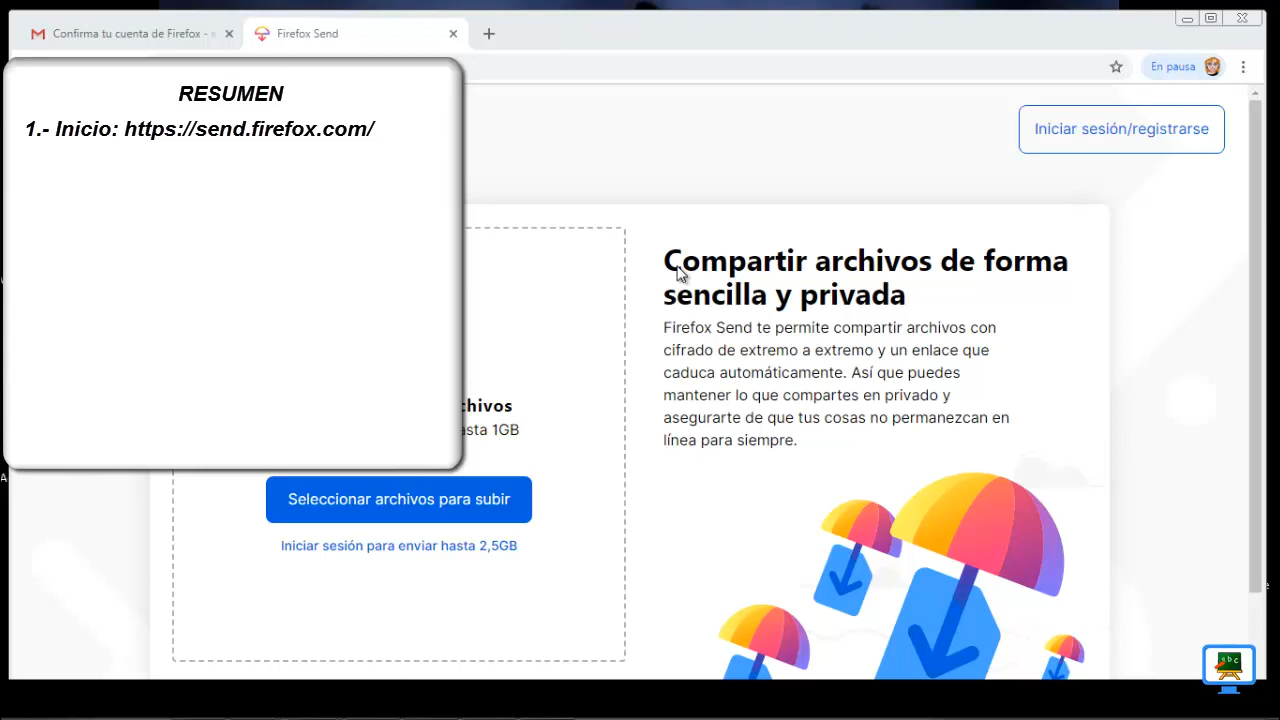 Confirma tu cuenta de Firefox -
Firefox Send
En pausa
RESUMEN
1.- Inicio: https://send.firefox.com/
Iniciar sesión/registrarse
chivos
asta 1GB
Seleccionar archivos para subir
Iniciar sesión para enviar hasta 2,5GB
Compartir archivos de forma
sencilla y privada
Firefox Send te permite compartir archivos con
cifrado de extremo a extremo y un enlace que
caduca automáticamente. Así que puedes
mantener lo que compartes en privado y
asegurarte de que tus cosas no permanezcan en
línea para siempre.
abc